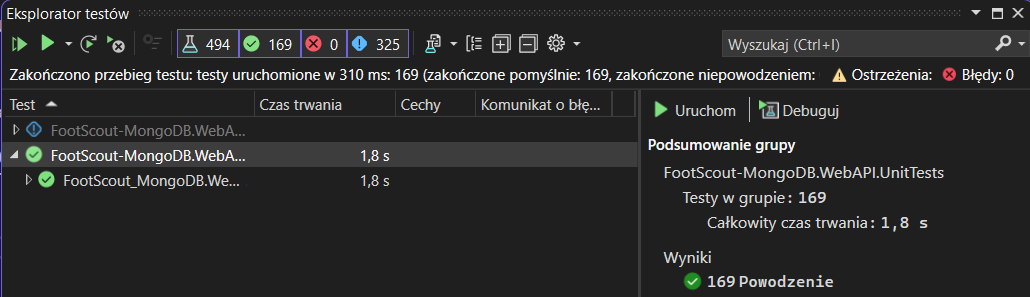 Eksplorator testów
494 169 0 325
Wyszukaj (Ctrl+I)
Zakończono przebieg testu: testy uruchomione w 310 ms: 169 (zakończone pomyślnie: 169, zakończone niepowodzeniem: Ostrzeżenia: Błędy: 0
Test Czas trwania Cechy Komunikat o błę...
FootScout-MongoDB.WebA...
FootScout-MongoDB.WebA... 1,8 s
FootScout_MongoDB.We... 1,8 s
Uruchom Debuguj
Podsumowanie grupy
FootScout-MongoDB.WebAPI.UnitTests
Testy w grupie: 169
Całkowity czas trwania: 1,8 s
Wyniki
169 Powodzenie